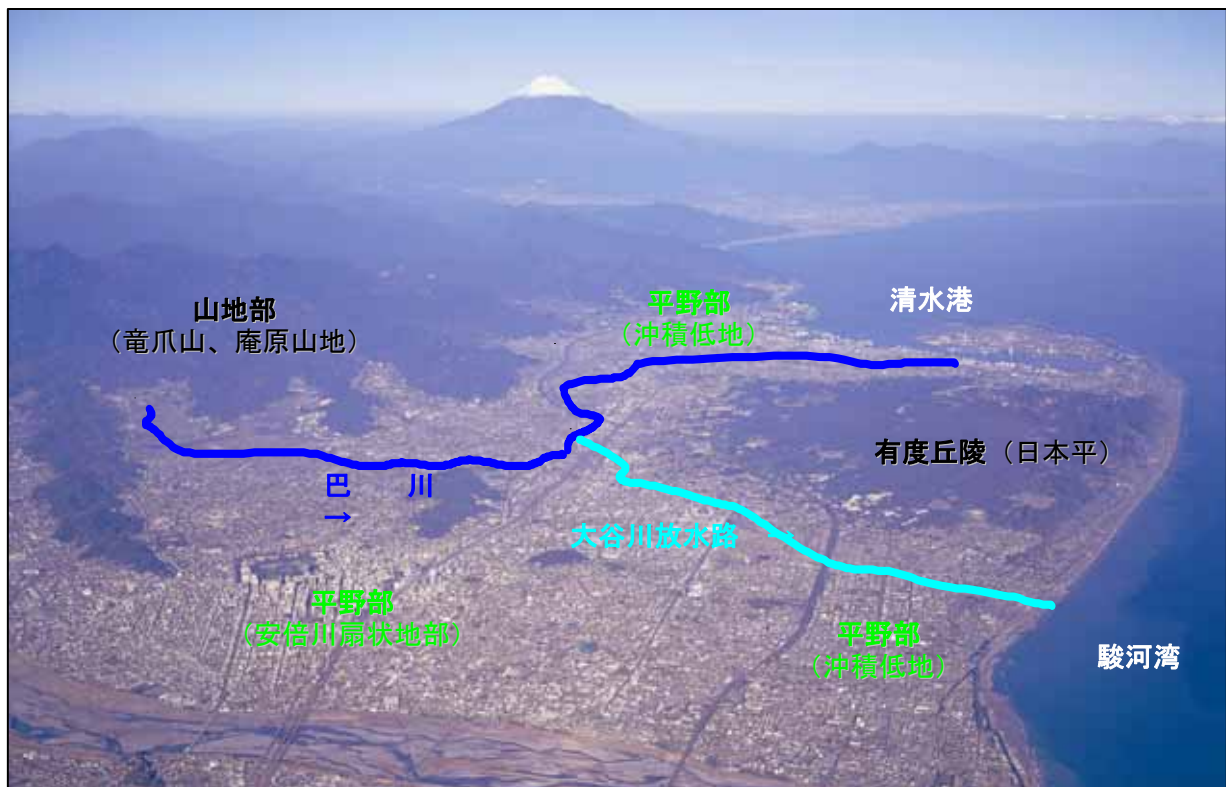 山地部
（竜爪山、庵原山地）
平野部
（沖積低地）
清水港
有度丘陵（日本平）
巴　川
→
大谷川放水路
平野部
（安倍川扇状地部）
平野部
（沖積低地）
駿河湾